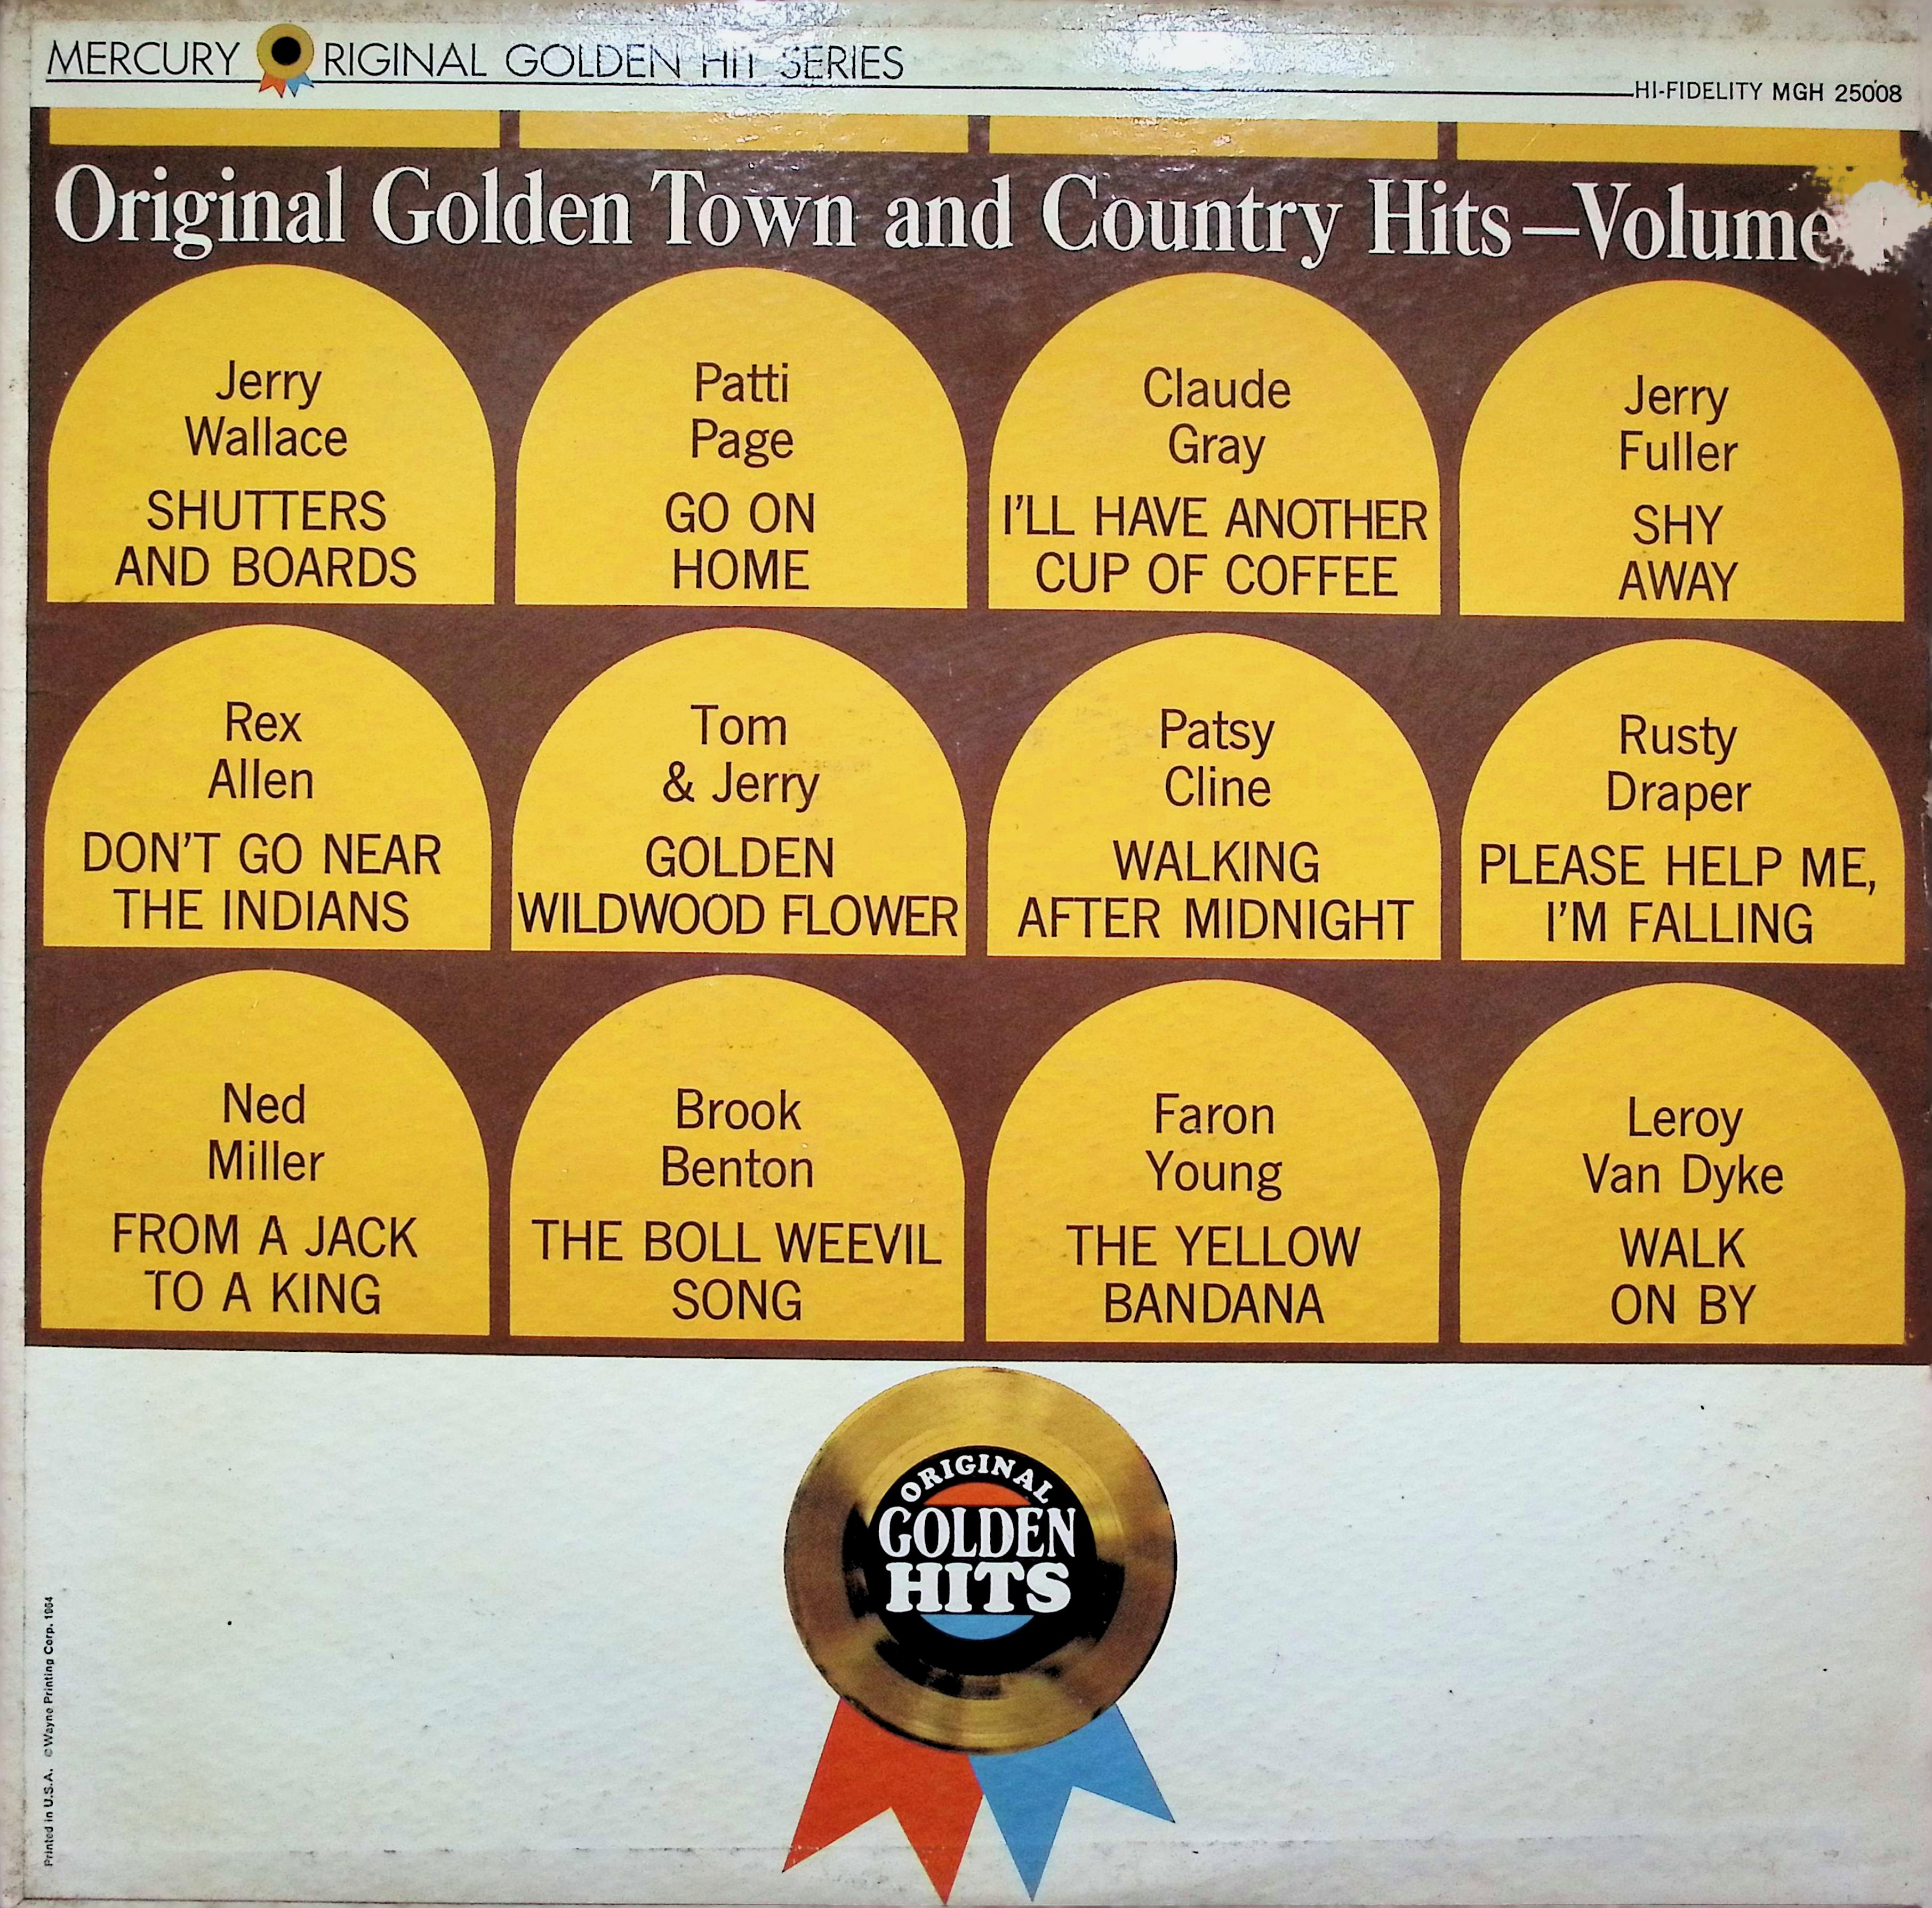 MERCURY ORIGINAL GOLDEN HIT SERIES
HI-FIDELITY MGH 25008
Original Golden Town and Country Hits—Volume
Jerry
Wallace
SHUTTERS
AND BOARDS
Patti
Page
GO ON
HOME
Claude
Gray
I'LL HAVE ANOTHER
CUP OF COFFEE
Jerry
Fuller
SHY
AWAY
Rex
Allen
DON'T GO NEAR
THE INDIANS
Tom
& Jerry
GOLDEN
WILDWOOD FLOWER
Patsy
Cline
WALKING
AFTER MIDNIGHT
Rusty
Draper
PLEASE HELP ME,
I'M FALLING
Ned
Miller
FROM A JACK
TO A KING
Brook
Benton
THE BOLL WEEVIL
SONG
Faron
Young
THE YELLOW
BANDANA
Leroy
Van Dyke
WALK
ON BY
ORIGINAL
GOLDEN
HITS
Printed in U.S.A. ©Wayne Printing Corp. 1964